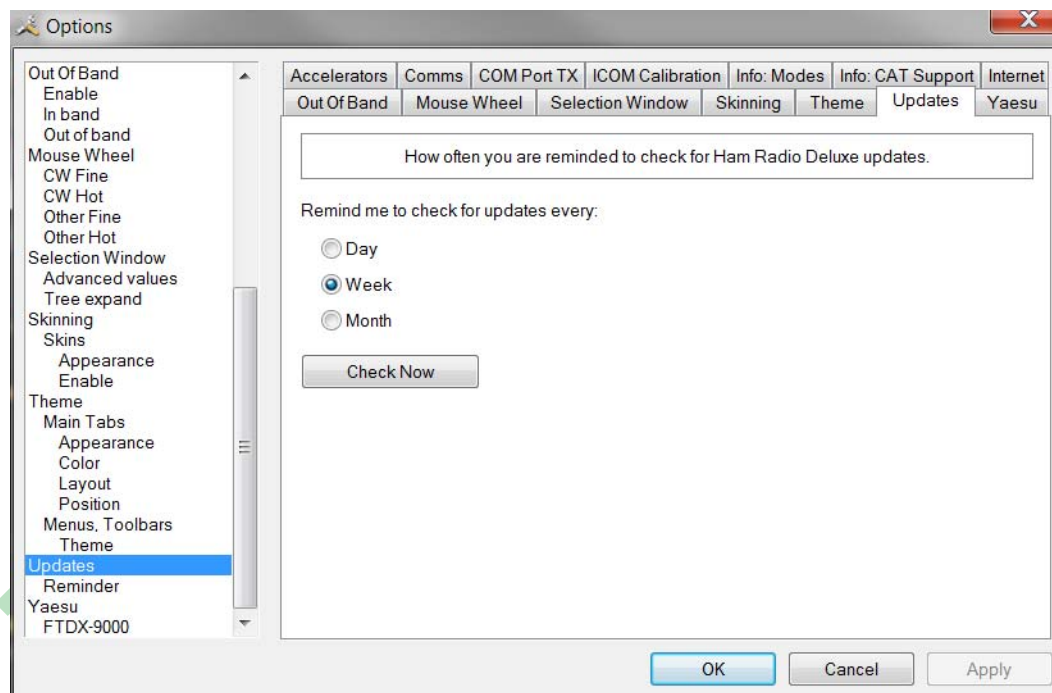 Options
Out Of Band
Enable
In band
Out of band
Mouse Wheel
CW Fine
CW Hot
Other Fine
Other Hot
Selection Window
Advanced values
Tree expand
Skinning
Skins
Appearance
Enable
Theme
Main Tabs
Appearance
Color
Layout
Position
Menus, Toolbars
Theme
Updates
Reminder
Yaesu
FTDX-9000
Accelerators Comms COM Port TX ICOM Calibration Info: Modes Info: CAT Support Internet
Out Of Band Mouse Wheel Selection Window Skinning Theme Updates Yaesu
How often you are reminded to check for Ham Radio Deluxe updates.
Remind me to check for updates every:
Day
Week
Month
Check Now
OK Cancel Apply